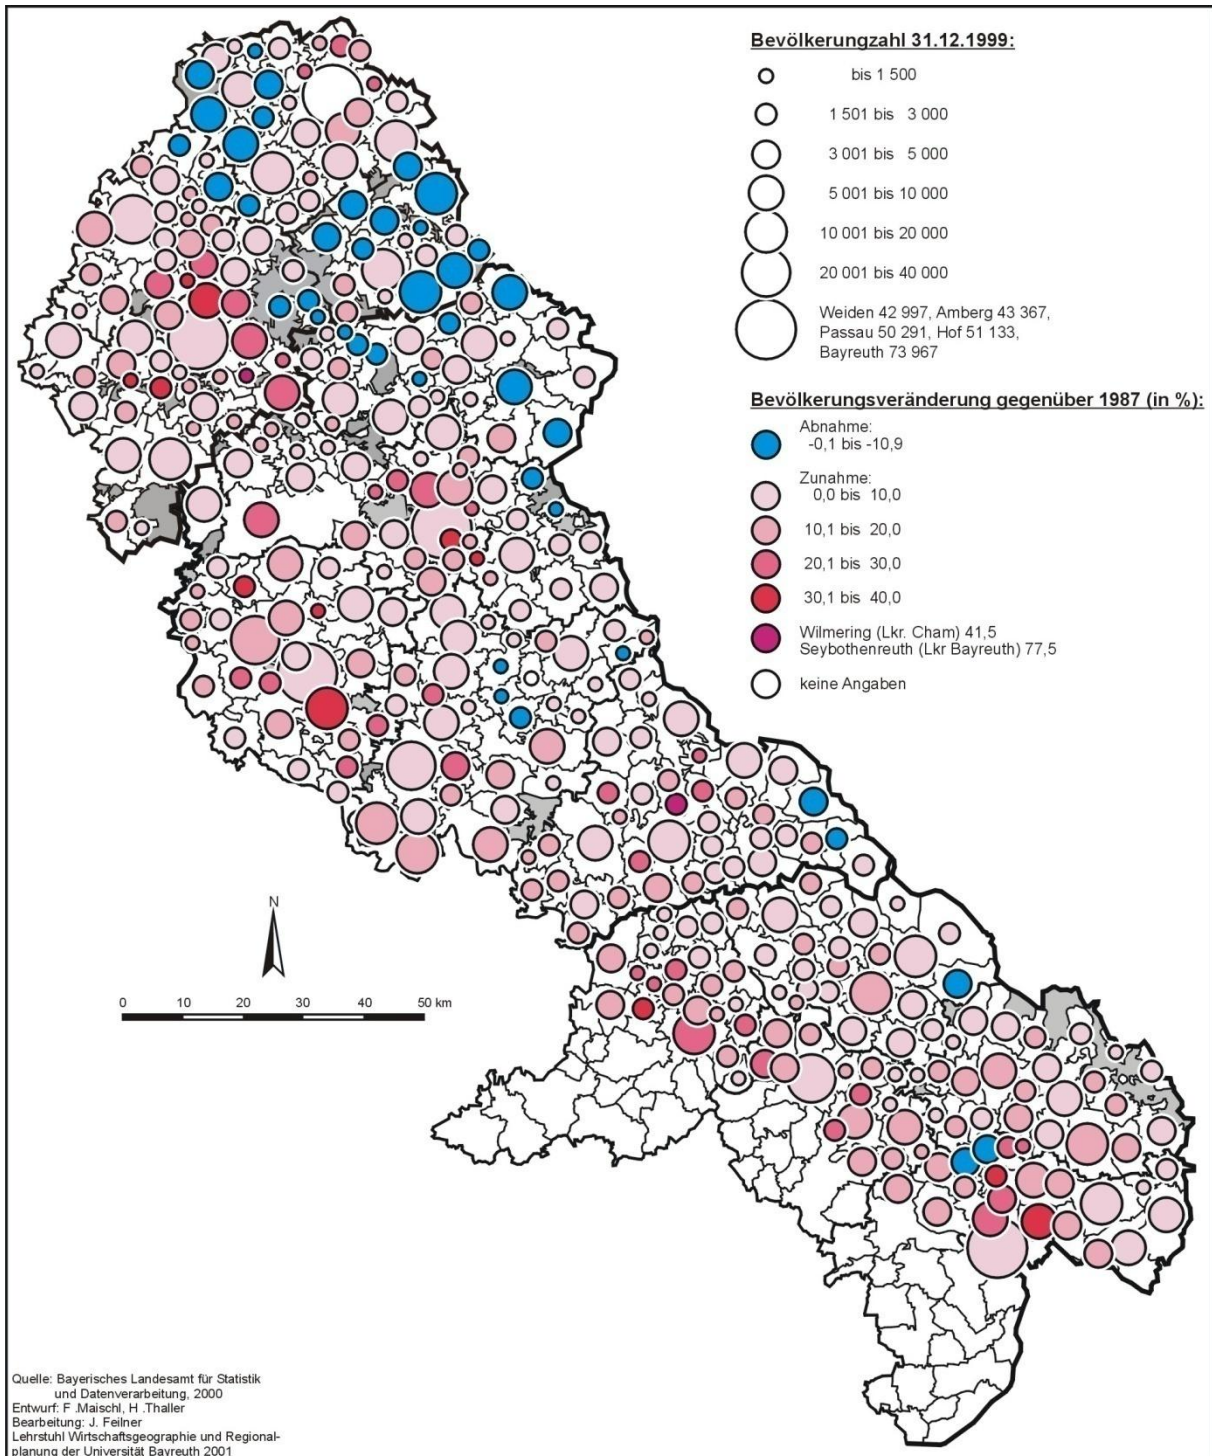 Bevölkerungzahl 31.12.1999:
bis 1 500
1 501 bis 3 000
3 001 bis 5 000
5 001 bis 10 000
10 001 bis 20 000
20 001 bis 40 000
Weiden 42 997, Amberg 43 367,
Passau 50 291, Hof 51 133,
Bayreuth 73 967
Bevölkerungsveränderung gegenüber 1987 (in %):
Abnahme:
-0,1 bis -10,9
Zunahme:
0,0 bis 10,0
10,1 bis 20,0
20,1 bis 30,0
30,1 bis 40,0
Wilmering (Lkr. Cham) 41,5
Seybothenreuth (Lkr Bayreuth) 77,5
keine Angaben
N
0 10 20 30 40 50 km
Quelle: Bayerisches Landesamt für Statistik
und Datenverarbeitung, 2000
Entwurf: F .Maischl, H .Thaller
Bearbeitung: J. Feilner
Lehrstuhl Wirtschaftsgeographie und Regional-
planung der Universität Bayreuth 2001